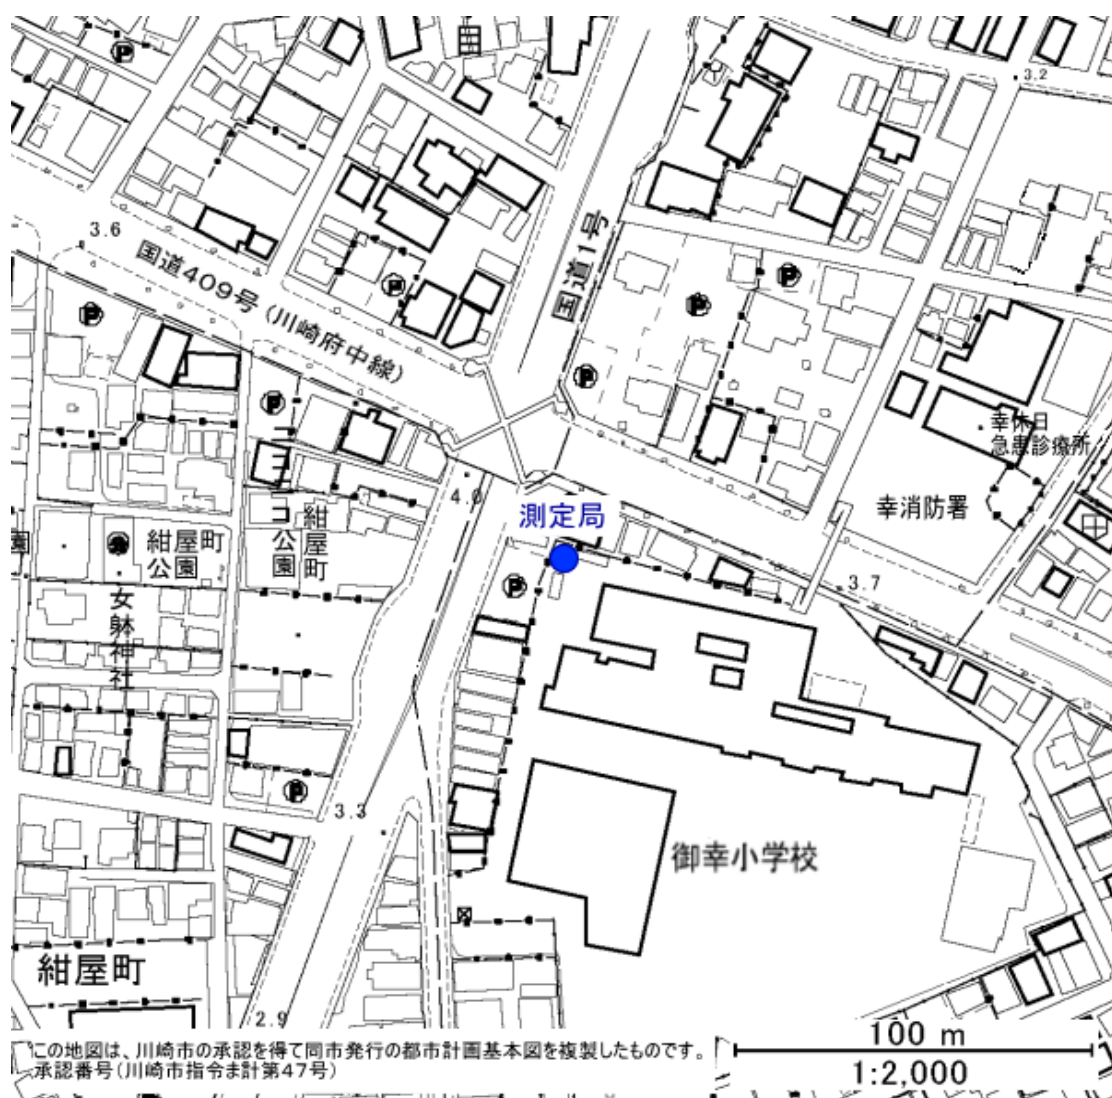 3.2
3.6
国道409号(川崎府中線)
国道1号
P
P
P
P
P
P
P
P
P
幸休日
急患診療所
幸消防署
4.0
測定局
紺屋町
公園
紺屋町
公園
園
女躰神社
3.7
3.3
御幸小学校
紺屋町
2.9
この地図は、川崎市の承認を得て同市発行の都市計画基本図を複製したものです。
承認番号(川崎市指令ま計第47号)
100 m
1:2,000